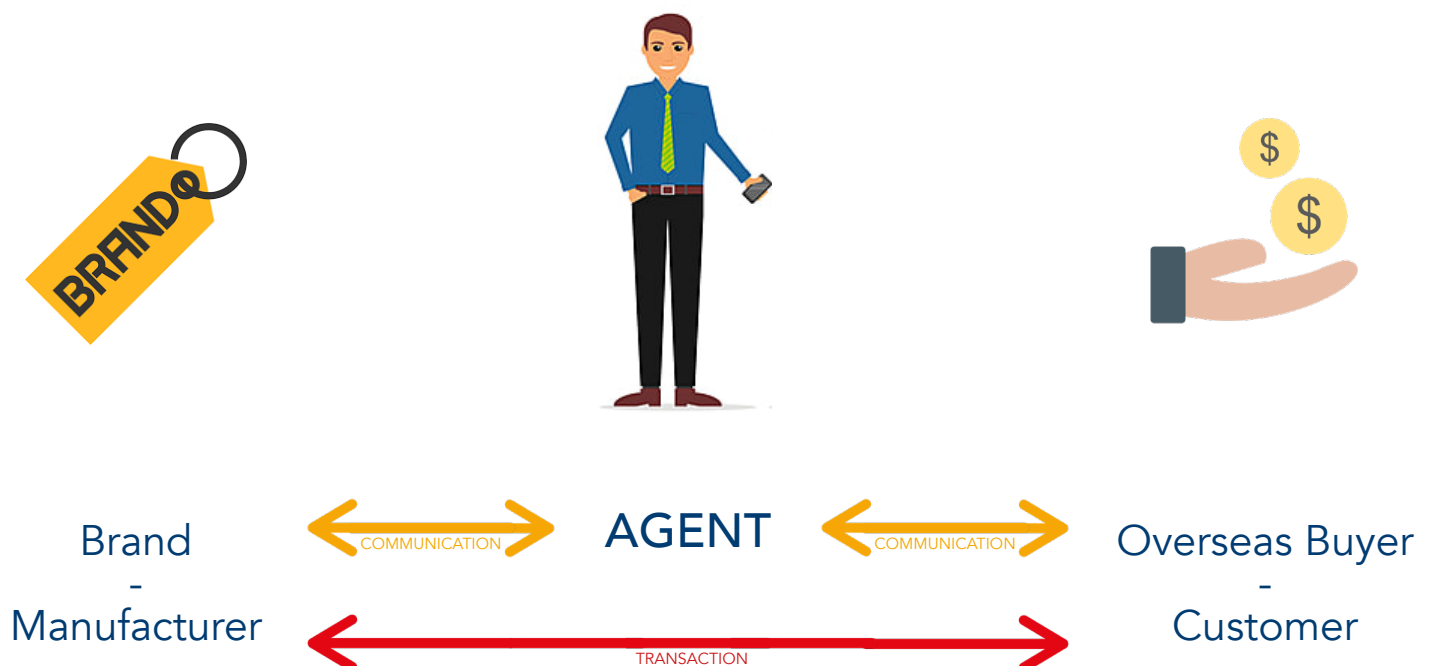 BRAND
$
$
Brand
-
Manufacturer
COMMUNICATION
AGENT
COMMUNICATION
Overseas Buyer
-
Customer
TRANSACTION